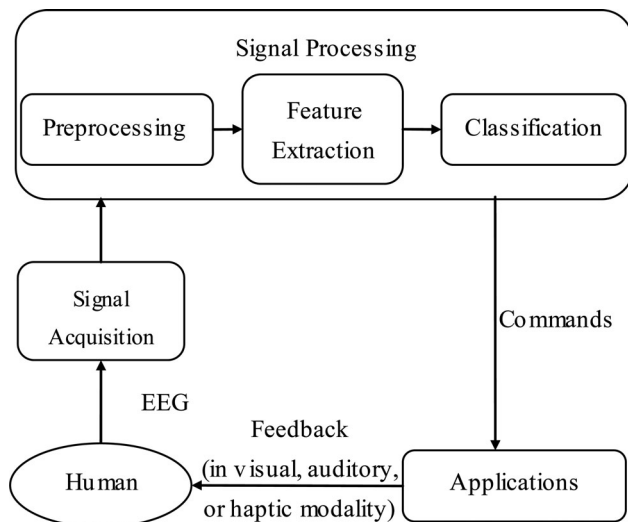 Signal Processing
Preprocessing
Feature
Extraction
Classification
Signal
Acquisition
Commands
EEG
Feedback
(in visual, auditory,
or haptic modality)
Human
Applications